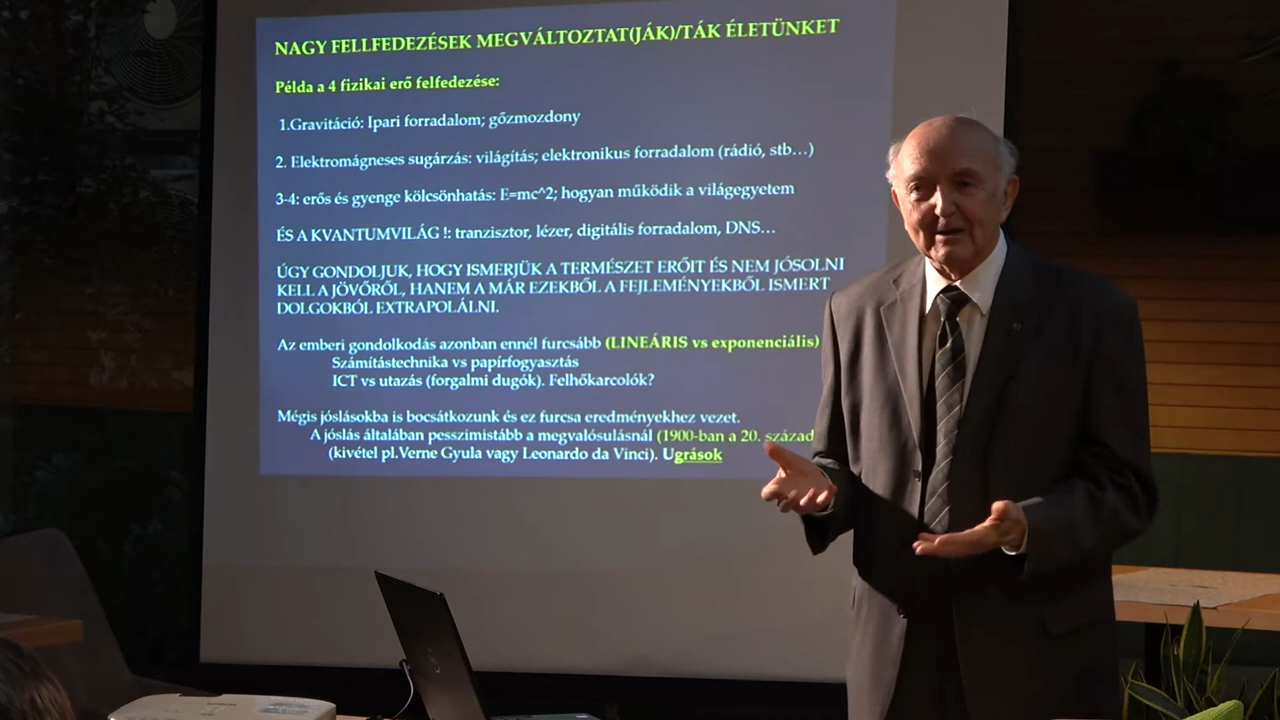 NAGY FELLFEDEZÉSEK MEGVÁLTOZTAT(JÁK)/TÁK ÉLETÜNKET
Példa a 4 fizikai erő felfedezése:
1.Gravitáció: Ipari forradalom; gőzmozdony
2. Elektromágneses sugárzás: világítás; elektronikus forradalom (rádió, stb…)
3-4: erős és gyenge kölcsönhatás: E=mc^2; hogyan működik a világegyetem
ÉS A KVANTUMVILÁG !: tranzisztor, lézer, digitális forradalom, DNS…
ÚGY GONDOLJUK, HOGY ISMERJÜK A TERMÉSZET ERŐIT ÉS NEM JÓSOLNI
KELL A JÖVŐRŐL, HANEM A MÁR EZEKBŐL A FEJLEMÉNYEKBŐL ISMERT
DOLGOKBÓL EXTRAPOLÁLNI.
Az emberi gondolkodás azonban ennél furcsább (LINEÁRIS vs exponenciális)
Számítástechnika vs papírfogyasztás
ICT vs utazás (forgalmi dugók). Felhőkarcolók?
Mégis jóslásokba is bocsátkozunk és ez furcsa eredményekhez vezet.
A jóslás általában pesszimistább a megvalósulásnál (1900-ban a 20. század
(kivétel pl.Verne Gyula vagy Leonardo da Vinci). Ugrások